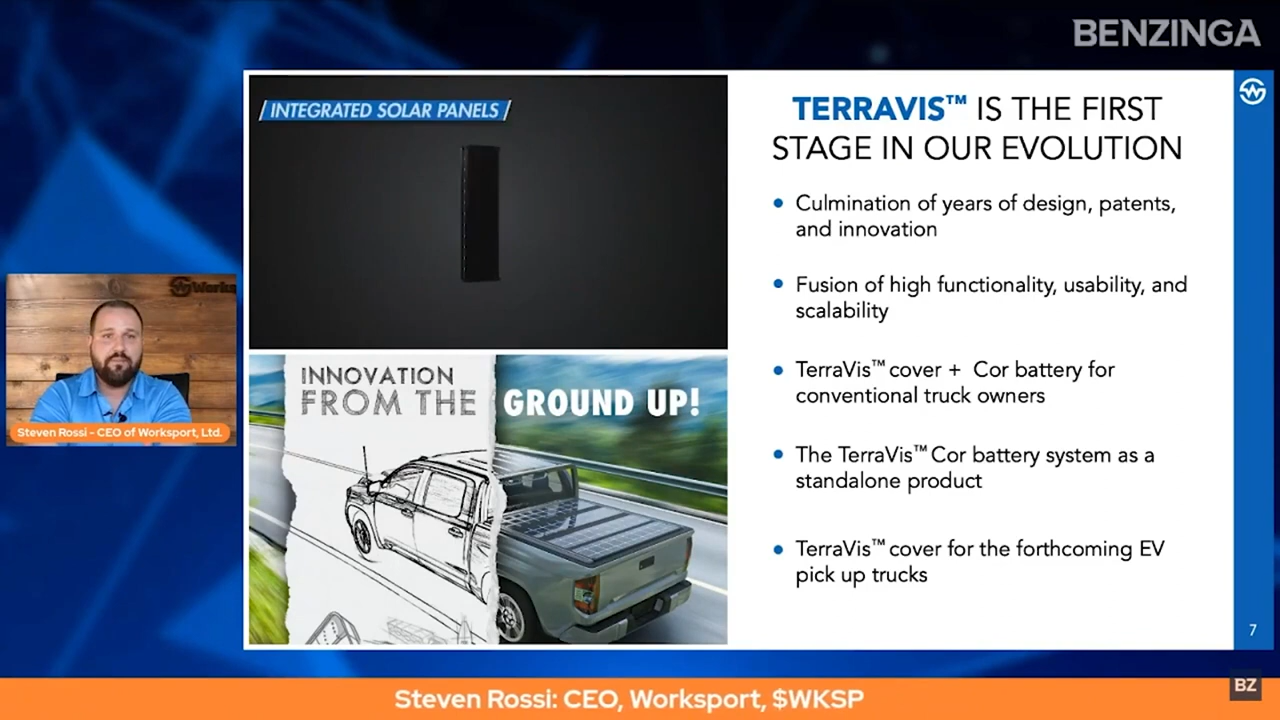 BENZINGA
INTEGRATED SOLAR PANELS
TERRAVIS™ IS THE FIRST
STAGE IN OUR EVOLUTION
• Culmination of years of design, patents,
and innovation
• Fusion of high functionality, usability, and
scalability
• TerraVis™ cover + Cor battery for
conventional truck owners
• The TerraVis™ Cor battery system as a
standalone product
• TerraVis™ cover for the forthcoming EV
pick up trucks
INNOVATION
FROM THE GROUND UP!
Works
Steven Rossi - CEO of Worksport, Ltd.
7
Steven Rossi: CEO, Worksport, $WKSP
BZ